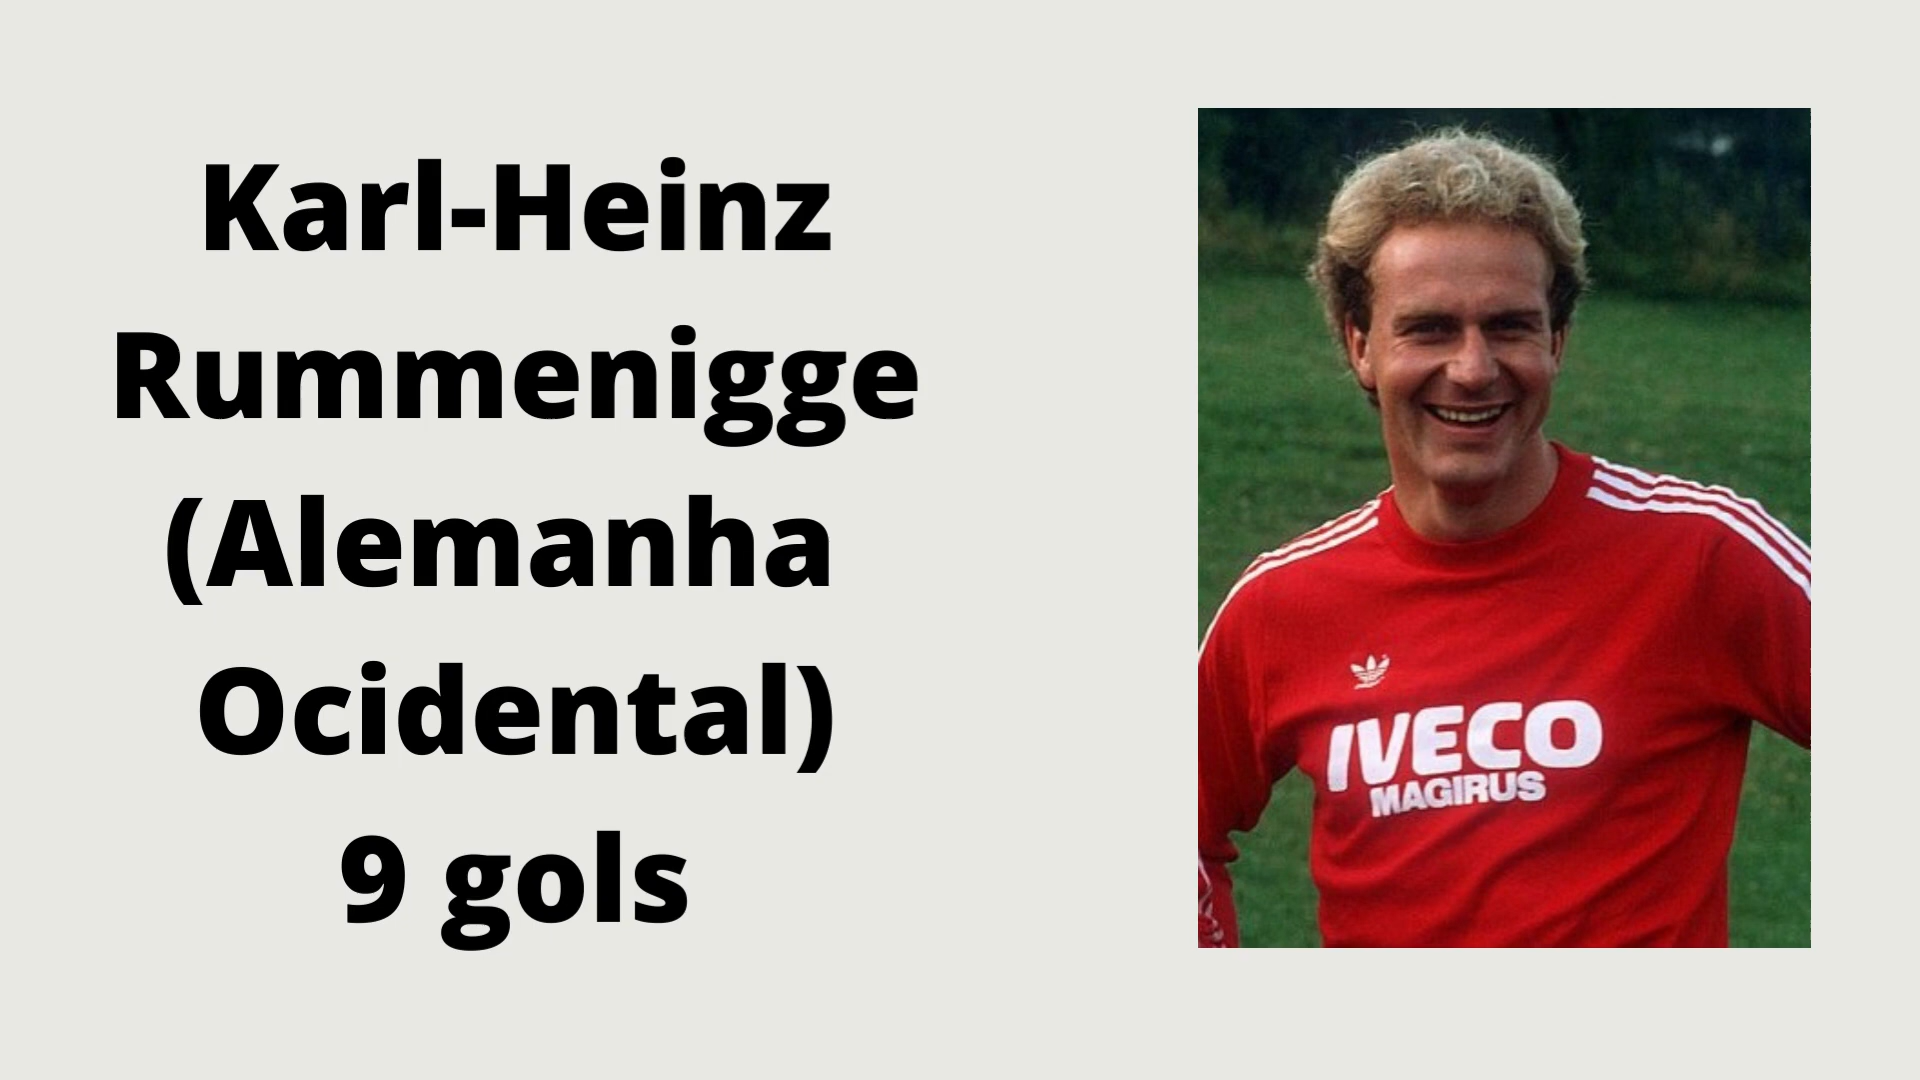 Karl-Heinz
Rummenigge
(Alemanha
Ocidental)
9 gols
IVECO
MAGIRUS